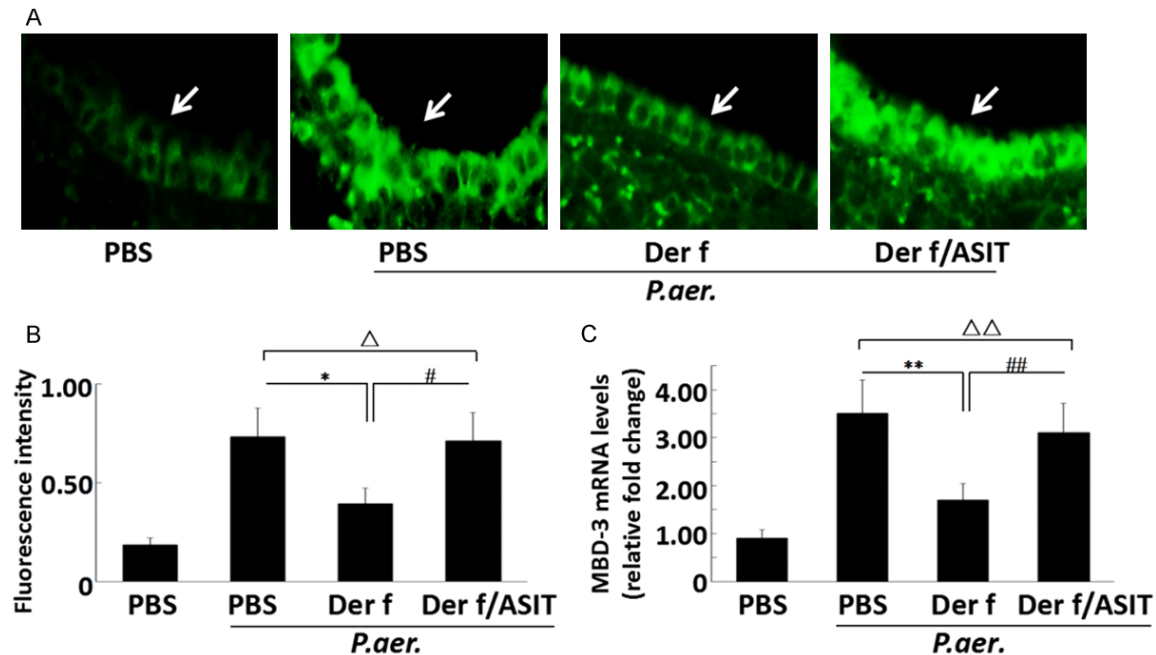 A
PBS PBS Der f Der f/ASIT
P.aer.
B
Fluorescence intensity
1.00
0.50
0
△
* #
PBS PBS Der f Der f/ASIT
P.aer.
C
MBD-3 mRNA levels
(relative fold change)
4.00
3.00
2.00
1.00
0
△△
** ##
PBS PBS Der f Der f/ASIT
P.aer.